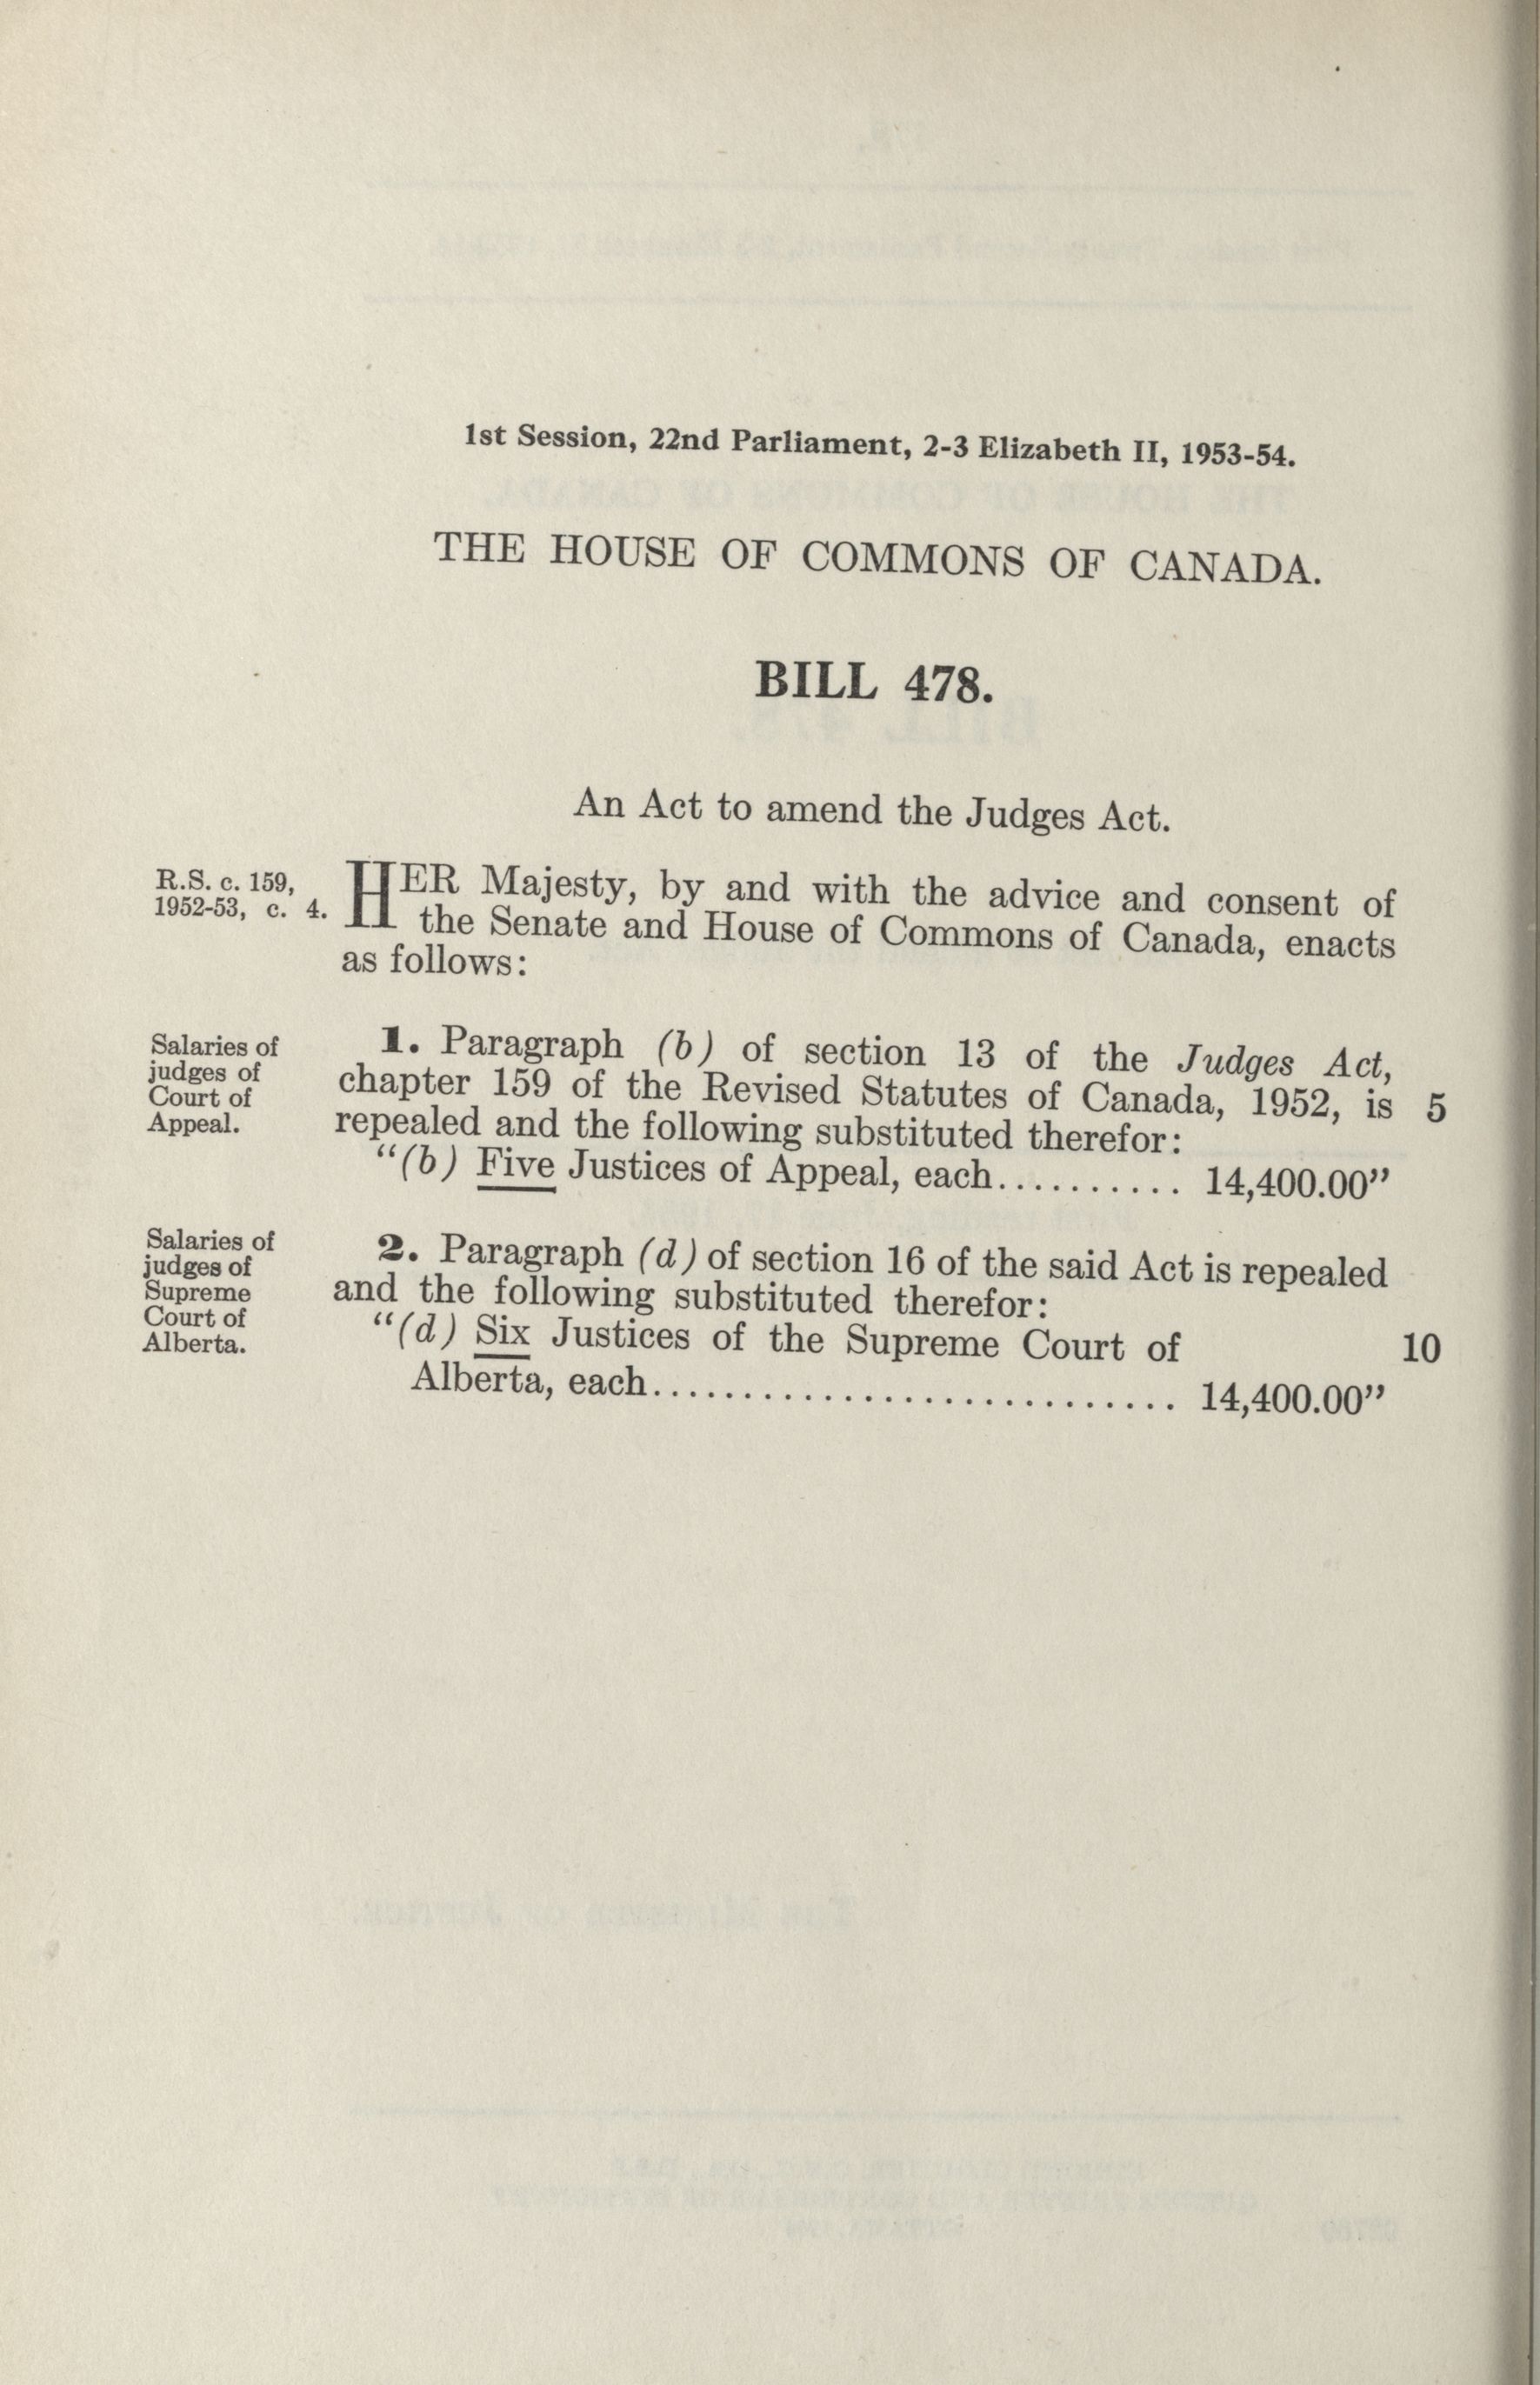 1st Session, 22nd Parliament, 2-3 Elizabeth II, 1953-54.
THE HOUSE OF COMMONS OF CANADA.
BILL 478.
An Act to amend the Judges Act.
R.S. c. 159,
1952-53, c. 4.
HER Majesty, by and with the advice and consent of
the Senate and House of Commons of Canada, enacts
as follows:
Salaries of
judges of
Court of
Appeal.
1. Paragraph (b) of section 13 of the Judges Act,
chapter 159 of the Revised Statutes of Canada, 1952, is 5
repealed and the following substituted therefor:
“(b) Five Justices of Appeal, each.......... 14,400.00”
Salaries of
judges of
Supreme
Court of
Alberta.
2. Paragraph (d) of section 16 of the said Act is repealed
and the following substituted therefor:
“(d) Six Justices of the Supreme Court of 10
Alberta, each............................. 14,400.00”